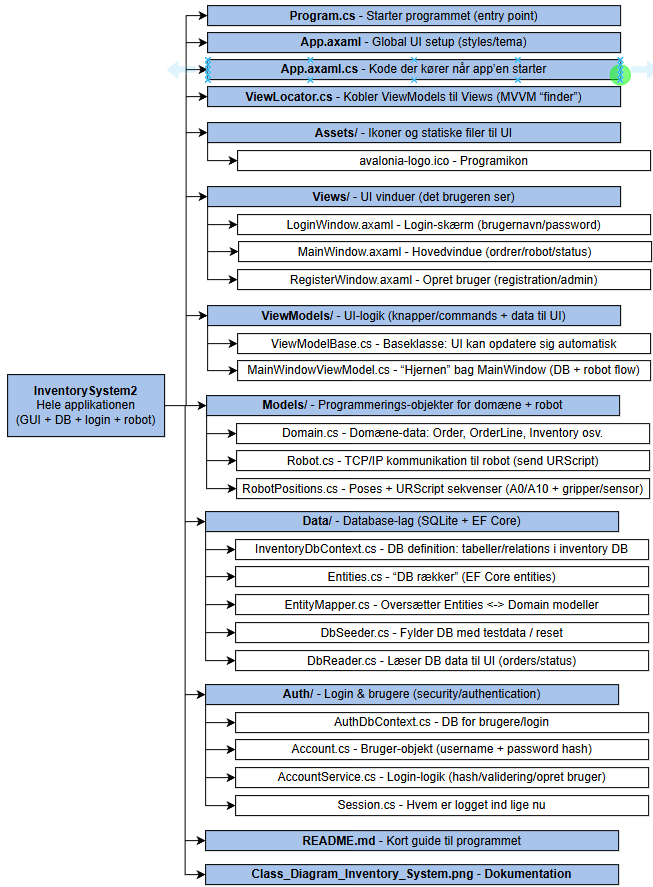 Program.cs - Starter programmet (entry point)
App.axaml - Global UI setup (styles/tema)
App.axaml.cs - Kode der kører når app'en starter
ViewLocator.cs - Kobler ViewModels til Views (MVVM “finder”)
Assets/ - Ikoner og statiske filer til UI
avalonia-logo.ico - Programikon
Views/ - UI vinduer (det brugeren ser)
LoginWindow.axaml - Login-skærm (brugernavn/password)
MainWindow.axaml - Hovedvindue (ordrer/robot/status)
RegisterWindow.axaml - Opret bruger (registration/admin)
ViewModels/ - UI-logik (knapper/commands + data til UI)
ViewModelBase.cs - Baseklasse: UI kan opdatere sig automatisk
MainWindowViewModel.cs - “Hjernen” bag MainWindow (DB + robot flow)
InventorySystem2
Hele applikationen
(GUI + DB + login + robot)
Models/ - Programmerings-objekter for domæne + robot
Domain.cs - Domæne-data: Order, OrderLine, Inventory osv.
Robot.cs - TCP/IP kommunikation til robot (send URScript)
RobotPositions.cs - Poses + URScript sekvenser (A0/A10 + gripper/sensor)
Data/ - Database-lag (SQLite + EF Core)
InventoryDbContext.cs - DB definition: tabeller/relations i inventory DB
Entities.cs - “DB rækker” (EF Core entities)
EntityMapper.cs - Oversætter Entities <-> Domain modeller
DbSeeder.cs - Fylder DB med testdata / reset
DbReader.cs - Læser DB data til UI (orders/status)
Auth/ - Login & brugere (security/authentication)
AuthDbContext.cs - DB for brugere/login
Account.cs - Bruger-objekt (username + password hash)
AccountService.cs - Login-logik (hash/validering/opret bruger)
Session.cs - Hvem er logget ind lige nu
README.md - Kort guide til programmet
Class_Diagram_Inventory_System.png - Dokumentation